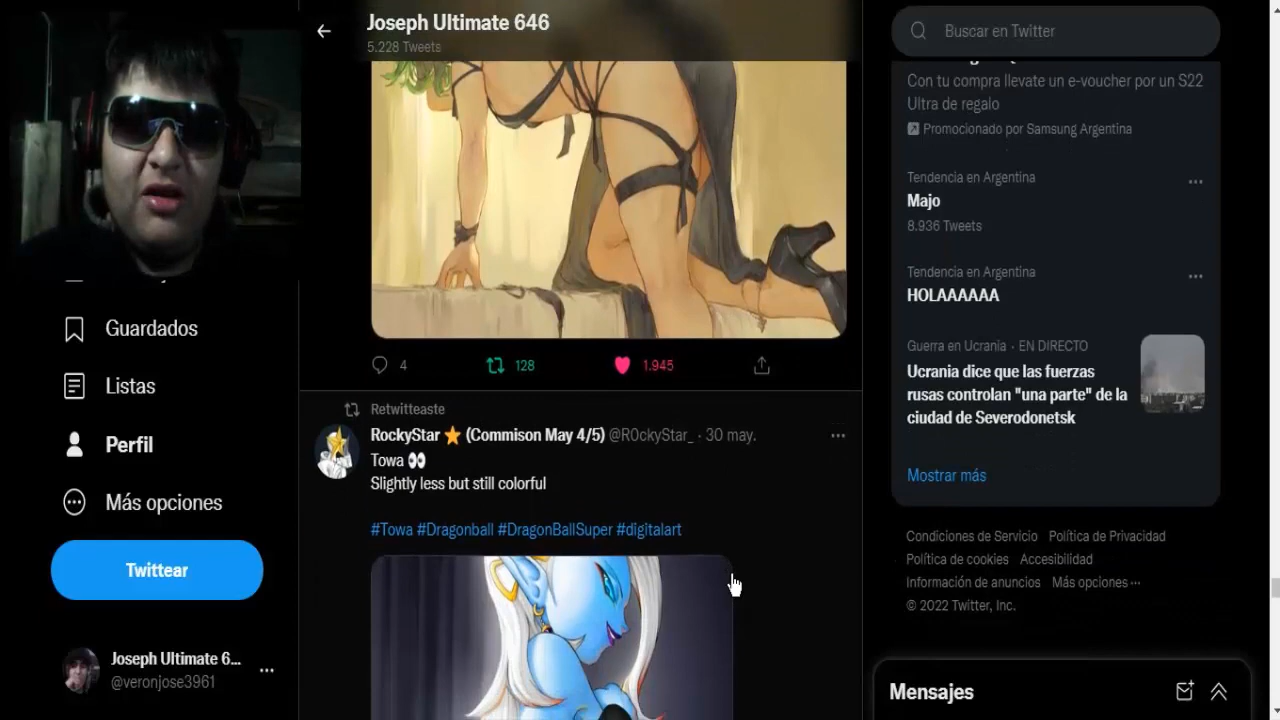 Joseph Ultimate 646
5.228 Tweets
4
128
1.945
Retwitteaste
RockyStar ⭐ (Commison May 4/5) @R0ckyStar_ · 30 may.
Towa 👀
Slightly less but still colorful
#Towa #Dragonball #DragonBallSuper #digitalart
Guardados
Listas
Perfil
Más opciones
Twittear
Joseph Ultimate 6...
@veronjose3961
Buscar en Twitter
Con tu compra llevate un e-voucher por un S22
Ultra de regalo
Promocionado por Samsung Argentina
Tendencia en Argentina
Majo
8.936 Tweets
Tendencia en Argentina
HOLAAAAAA
Guerra en Ucrania · EN DIRECTO
Ucrania dice que las fuerzas
rusas controlan "una parte" de la
ciudad de Severodonetsk
Mostrar más
Condiciones de Servicio Política de Privacidad
Política de cookies Accesibilidad
Información de anuncios Más opciones ···
© 2022 Twitter, Inc.
Mensajes